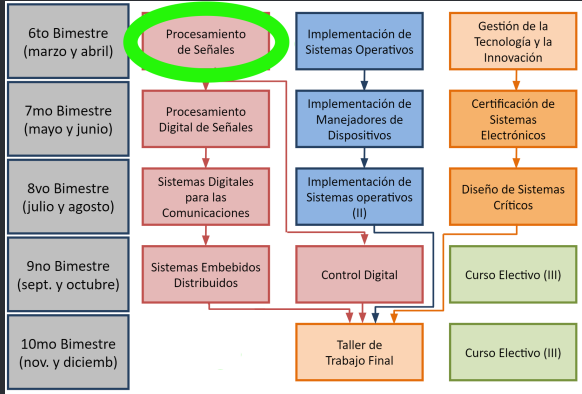 6to Bimestre
(marzo y abril)
Procesamiento
de Señales
Implementación de
Sistemas Operativos
Gestión de la
Tecnología y la
Innovación
7mo Bimestre
(mayo y junio)
Procesamiento
Digital de Señales
Implementación de
Manejadores de
Dispositivos
Certificación de
Sistemas
Electrónicos
8vo Bimestre
(julio y agosto)
Sistemas Digitales
para las
Comunicaciones
Implementación de
Sistemas operativos
(II)
Diseño de Sistemas
Críticos
9no Bimestre
(sept. y octubre)
Sistemas Embebidos
Distribuidos
Control Digital
Curso Electivo (III)
10mo Bimestre
(nov. y diciemb)
Taller de
Trabajo Final
Curso Electivo (III)